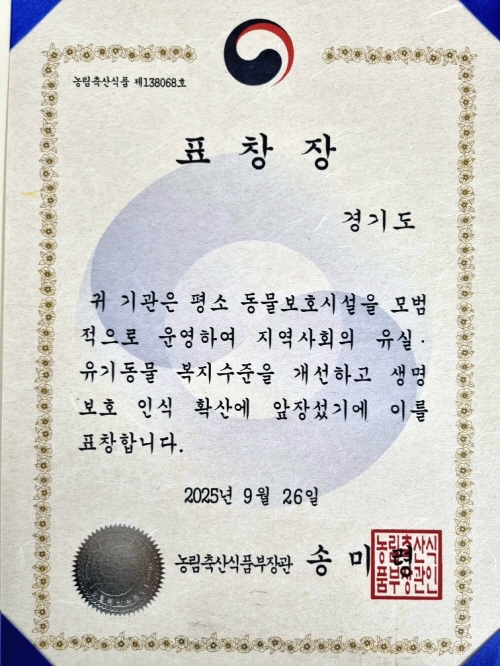 농림축산식품 제138068호
표 창 장
경기도
귀 기관은 평소 동물보호시설을 모범
적으로 운영하여 지역사회의 유실·
유기동물 복지수준을 개선하고 생명
보호 인식 확산에 앞장섰기에 이를
표창합니다.
2025년 9월 26일
농림축산식품부장관 송 미 령
농림축산식
품부장관인